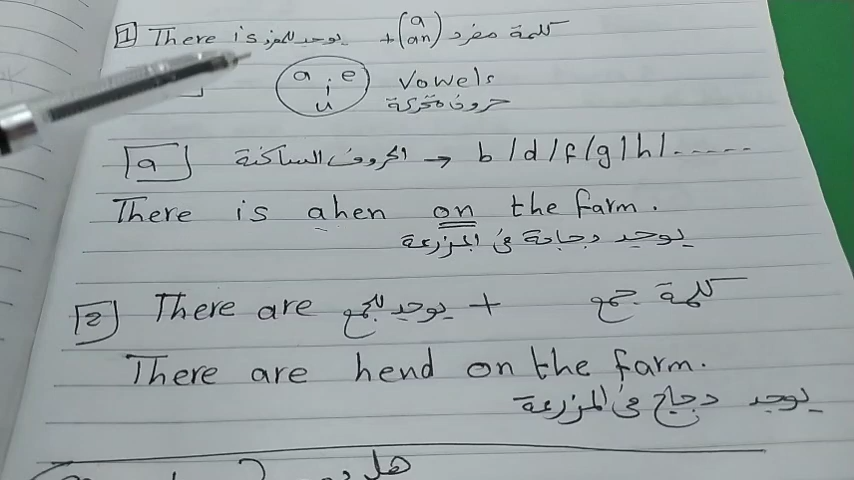 1 There is يوجد للمفرد + (a an) كلمة مفرد
a e i u Vowels
حروف متحركة
a الحروف الساكنة → b/d/f/g/h/.....
There is ahen on the farm.
يوجد دجاجة في المزرعة
2 There are يوجد للجمع + كلمة جمع
There are hend on the farm.
يوجد دجاج في المزرعة